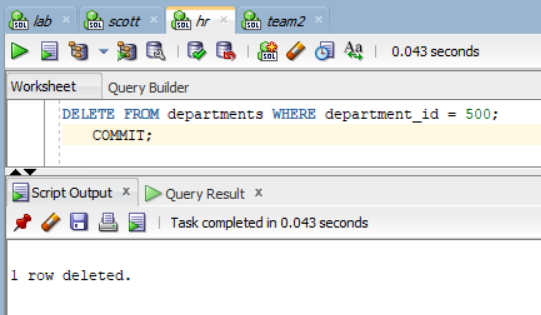 lab scott hr team2
0.043 seconds
Worksheet Query Builder
DELETE FROM departments WHERE department_id = 500;
COMMIT;
Script Output x Query Result x
Task completed in 0.043 seconds
1 row deleted.